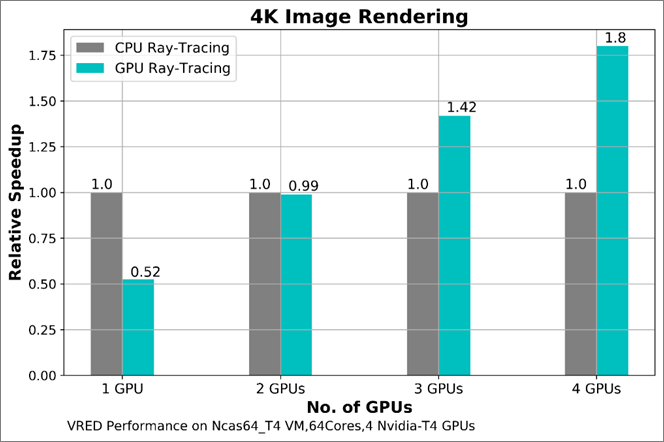 4K Image Rendering
CPU Ray-Tracing
GPU Ray-Tracing
Relative Speedup
1.75
1.50
1.25
1.00
0.75
0.50
0.25
0.00
1.0
0.52
1.0
0.99
1.0
1.42
1.0
1.8
1 GPU
2 GPUs
3 GPUs
4 GPUs
No. of GPUs
VRED Performance on Ncas64_T4 VM,64Cores,4 Nvidia-T4 GPUs